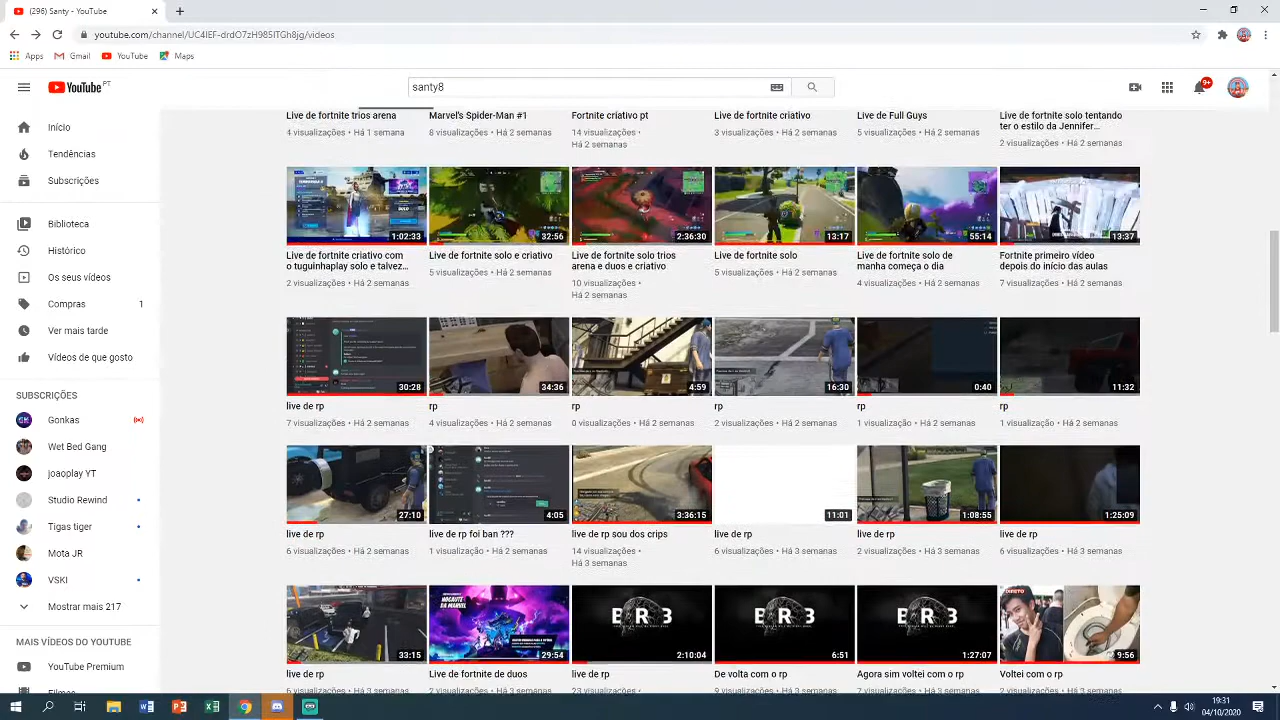 (296) Santy - YouTube
youtube.com/channel/UC4IEF-drdO7zH985ITGh8jg/videos
Apps Gmail YouTube Maps
YouTube PT
santy8
9+
Início
Tendências
Subscrições
Biblioteca
Histórico
Os seus vídeos
Compras 1
Ver mais tarde
Vídeos de que gosto
SUBSCRIÇÕES
Gonkas
Wet Bed Gang
joaopcm YT
Studio Rewind
Tigas tiger
Mota JR
VSKI
Mostrar mais 217
MAIS VÍDEOS DO YOUTUBE
YouTube Premium
Live de fortnite trios arena
4 visualizações • Há 1 semana
Marvel's Spider-Man #1
8 visualizações • Há 2 semanas
Fortnite criativo pt
14 visualizações •
Há 2 semanas
Live de fortnite criativo
3 visualizações • Há 2 semanas
Live de Full Guys
5 visualizações • Há 2 semanas
Live de fortnite solo tentando
ter o estilo da Jennifer...
2 visualizações • Há 2 semanas
1:02:33
Live de fortnite criativo com
o tuguinhaplay solo e talvez...
2 visualizações • Há 2 semanas
32:56
Live de fortnite solo e criativo
5 visualizações • Há 2 semanas
2:36:30
Live de fortnite solo trios
arena e duos e criativo
10 visualizações •
Há 2 semanas
13:17
Live de fortnite solo
5 visualizações • Há 2 semanas
55:14
Live de fortnite solo de
manha começa o dia
4 visualizações • Há 2 semanas
13:37
Fortnite primeiro vídeo
depois do início das aulas
7 visualizações • Há 2 semanas
30:28
live de rp
7 visualizações • Há 2 semanas
34:36
rp
4 visualizações • Há 2 semanas
4:59
rp
0 visualizações • Há 2 semanas
16:30
rp
2 visualizações • Há 2 semanas
0:40
rp
1 visualização • Há 2 semanas
11:32
rp
1 visualização • Há 2 semanas
27:10
live de rp
6 visualizações • Há 2 semanas
4:05
live de rp foi ban ???
1 visualização • Há 2 semanas
3:36:15
live de rp sou dos crips
14 visualizações •
Há 3 semanas
11:01
live de rp
6 visualizações • Há 3 semanas
1:08:55
live de rp
2 visualizações • Há 3 semanas
1:25:09
live de rp
6 visualizações • Há 3 semanas
33:15
live de rp
6 visualizações • Há 3 semanas
29:54
Live de fortnite de duos
2 visualizações • Há 3 semanas
2:10:04
live de rp
23 visualizações •
6:51
De volta com o rp
1:27:07
Agora sim voltei com o rp
DIRETO
9:56
Voltei com o rp
19:31
04/10/2020